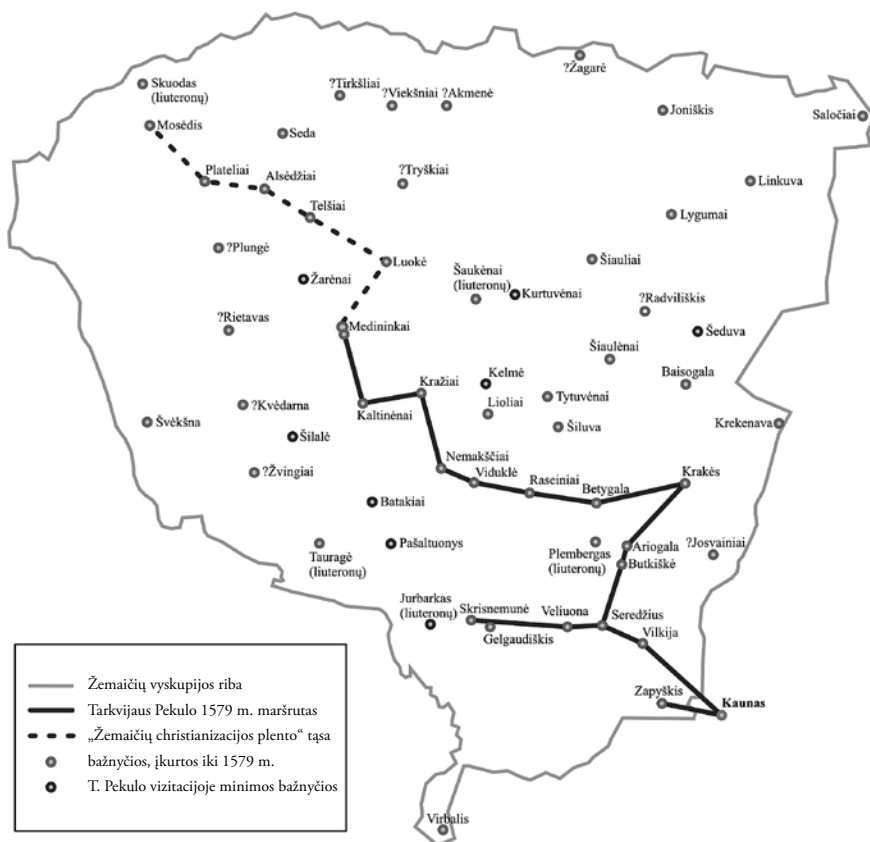 ?Žagarė
Skuodas
(liuteronų)
?Tirkšliai
?Viekšniai
?Akmenė
Joniškis
Saločiai
Mosėdis
Seda
Plateliai
Alsėdžiai
?Tryškiai
Linkuva
Telšiai
Lygumai
?Plungė
Luokė
Šiauliai
Žarėnai
Šaukėnai
(liuteronų)
Kurtuvėnai
?Radviliškis
?Rietavas
Medininkai
Šeduva
Šiaulėnai
Kražiai
Kelmė
Baisogala
Kaltinėnai
Lioliai
Tytuvėnai
?Kvėdarna
Švėkšna
Šilalė
Šiluva
Krekenava
?Žvingiai
Nemakščiai
Viduklė
Raseiniai
Betygala
Krakės
Batakiai
Tauragė
(liuteronų)
Pašaltuonys
Plembergas
(liuteronų)
Ariogala
?Josvainiai
Butkiškė
Jurbarkas
(liuteronų)
Skrisnemunė
Veliuona
Seredžius
Gelgaudiškis
Vilkija
Zapyškis
Kaunas
Žemaičių vyskupijos riba
Tarkvijaus Pekulo 1579 m. maršrutas
„Žemaičių christianizacijos plento“ tąsa
bažnyčios, įkurtos iki 1579 m.
T. Pekulo vizitacijoje minimos bažnyčios
Virbalis